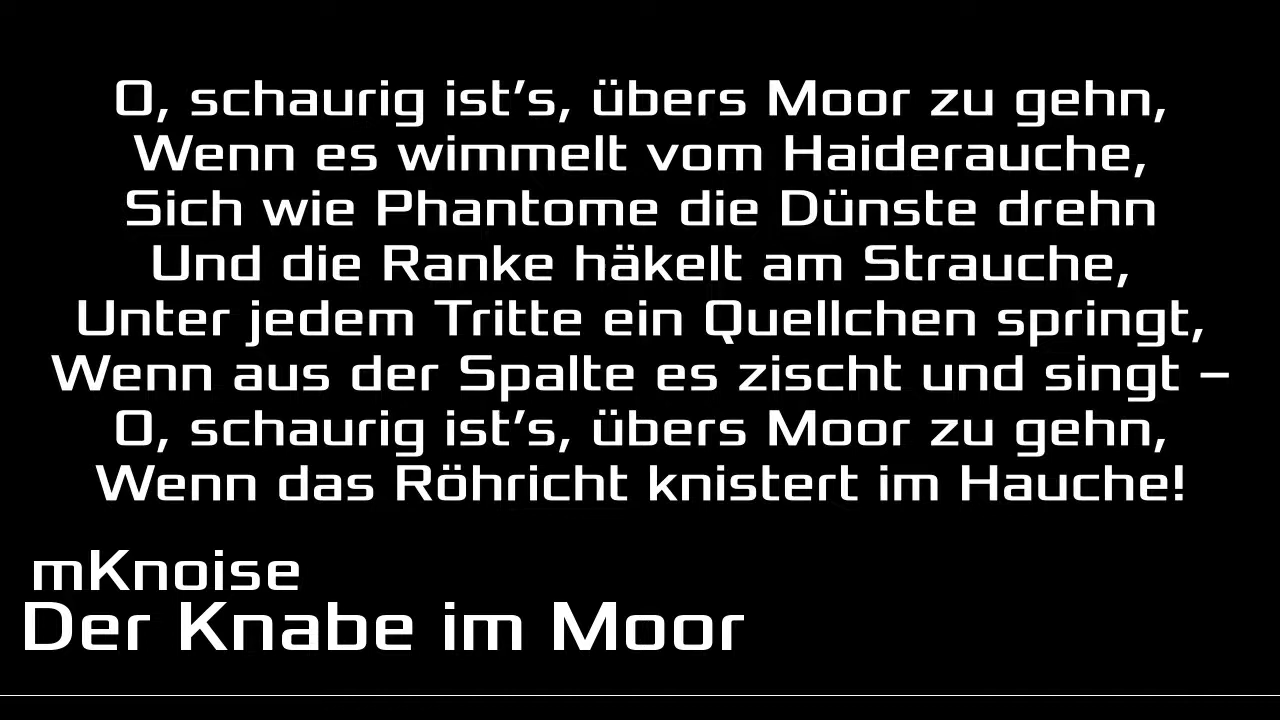 O, schaurig ist’s, übers Moor zu gehn,
Wenn es wimmelt vom Haiderauche,
Sich wie Phantome die Dünste drehn
Und die Ranke häkelt am Strauche,
Unter jedem Tritte ein Quellchen springt,
Wenn aus der Spalte es zischt und singt –
O, schaurig ist’s, übers Moor zu gehn,
Wenn das Röhricht knistert im Hauche!
mKnoise
Der Knabe im Moor